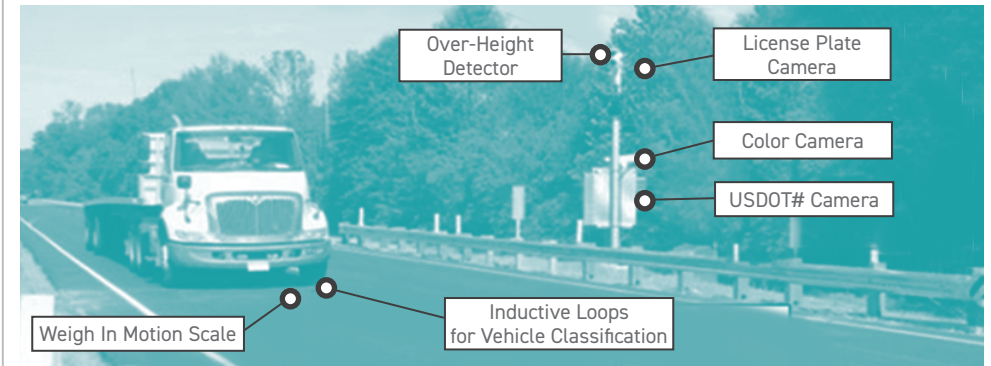 Over-Height
Detector
License Plate
Camera
Color Camera
USDOT# Camera
Inductive Loops
for Vehicle Classification
Weigh In Motion Scale